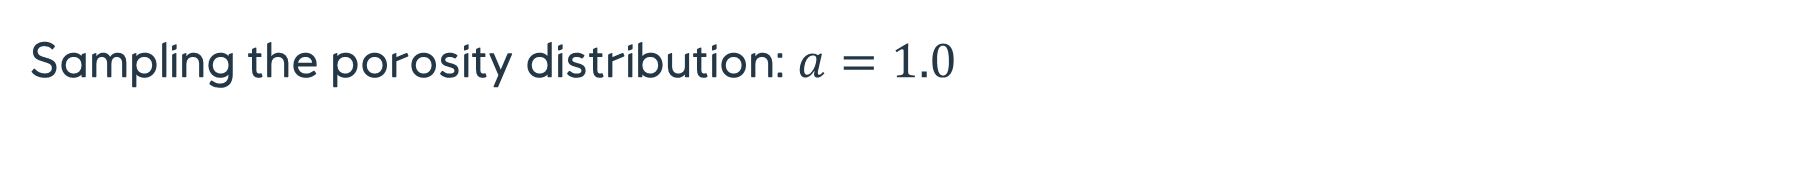 Sampling the porosity distribution: a = 1.0